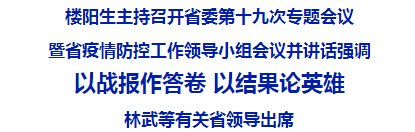 楼阳生主持召开省委第十九次专题会议
暨省疫情防控工作领导小组会议并讲话强调
以战报作答卷 以结果论英雄
林武等有关省领导出席